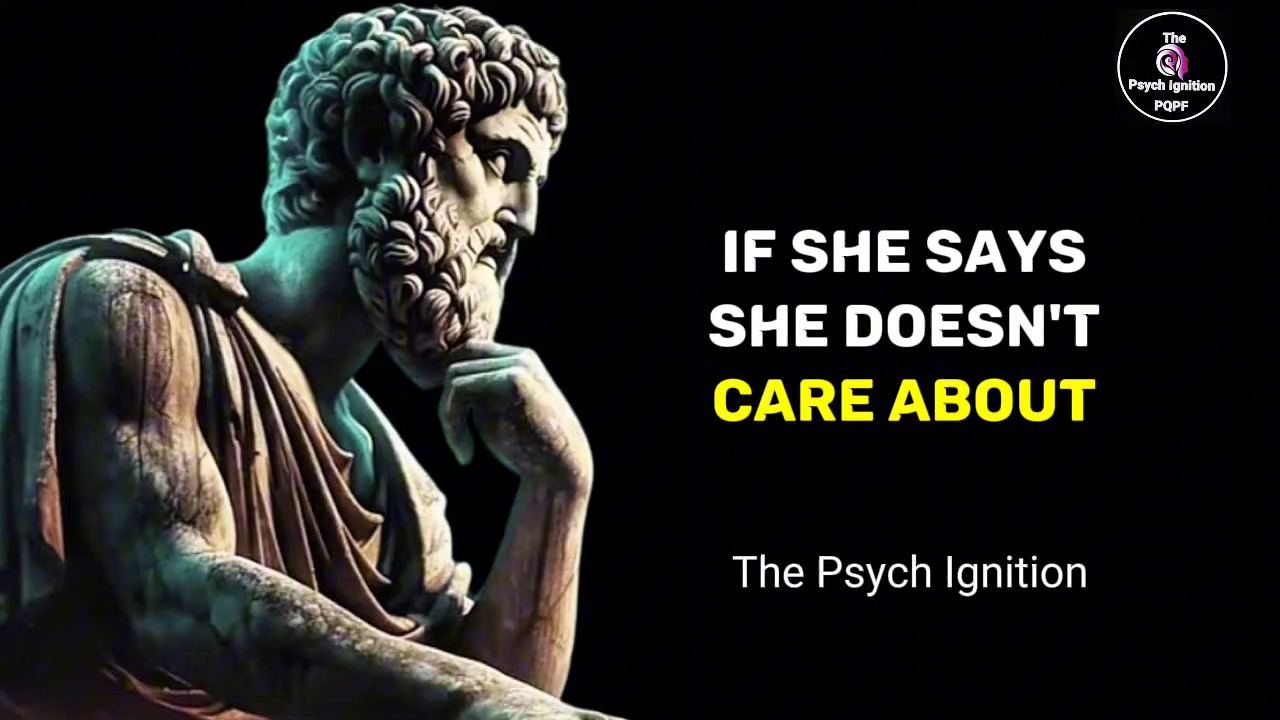 The
Psych Ignition
PQPF
IF SHE SAYS
SHE DOESN'T
CARE ABOUT
The Psych Ignition